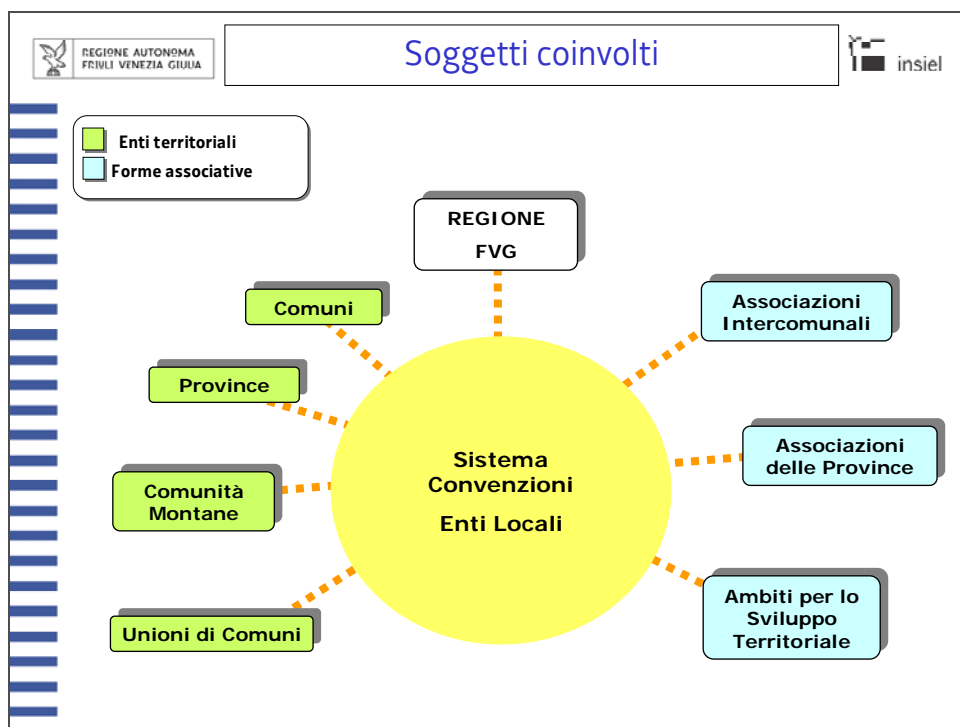 REGIONE AUTONOMA
FRIULI VENEZIA GIULIA
Soggetti coinvolti
insiel
Enti territoriali
Forme associative
REGIONE
FVG
Comuni
Associazioni
Intercomunali
Province
Associazioni
delle Province
Sistema
Convenzioni
Enti Locali
Comunità
Montane
Ambiti per lo
Sviluppo
Territoriale
Unioni di Comuni